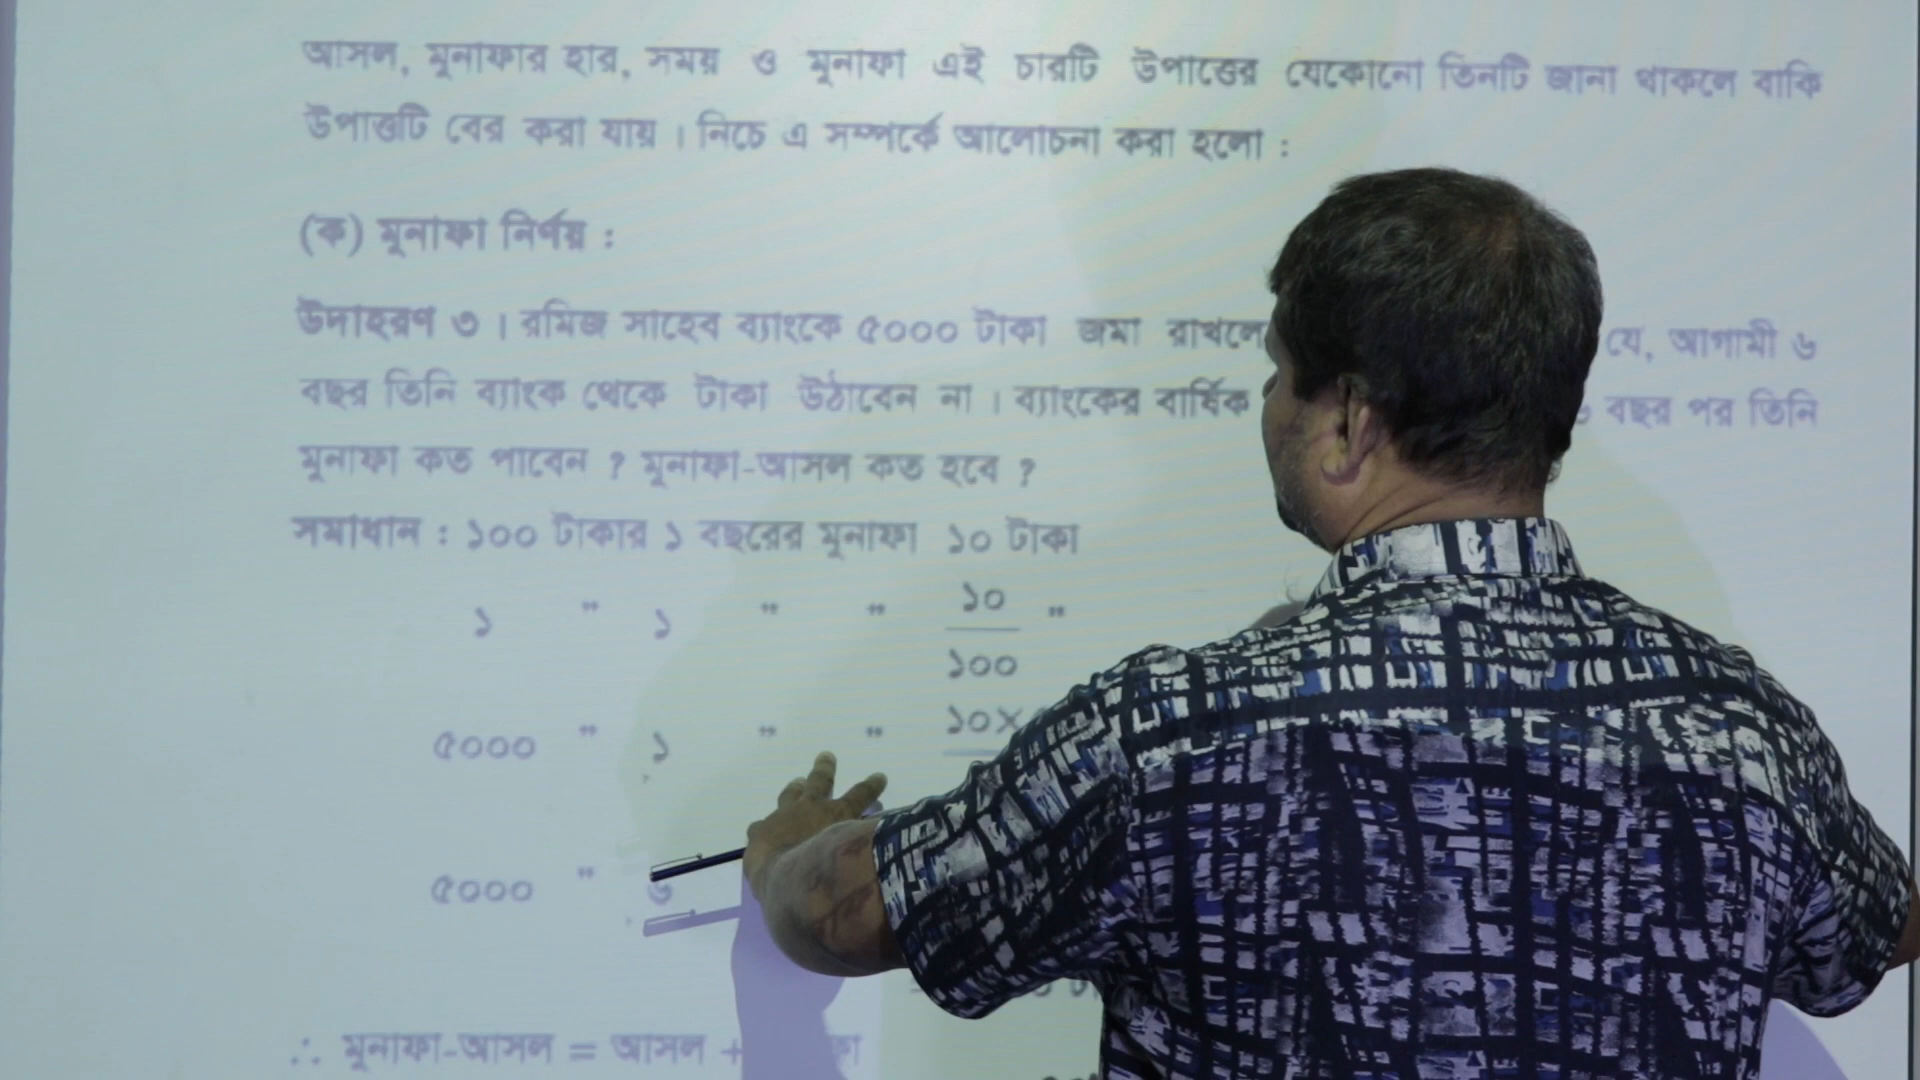 আসল, মুনাফার হার, সময় ও মুনাফা এই চারটি উপাত্তের যেকোনো তিনটি জানা থাকলে বাকি
উপাত্তটি বের করা যায় । নিচে এ সম্পর্কে আলোচনা করা হলো :
(ক) মুনাফা নির্ণয় :
উদাহরণ ৩ । রমিজ সাহেব ব্যাংকে ৫০০০ টাকা জমা রাখলে যে, আগামী ৬
বছর তিনি ব্যাংক থেকে টাকা উঠাবেন না । ব্যাংকের বার্ষিক বছর পর তিনি
মুনাফা কত পাবেন ? মুনাফা-আসল কত হবে ?
সমাধান : ১০০ টাকার ১ বছরের মুনাফা ১০ টাকা
১ " ১ " " ১০ "
১০০
৫০০০ " ১ " " ১০×
৫০০০ " ৬
∴ মুনাফা-আসল = আসল +